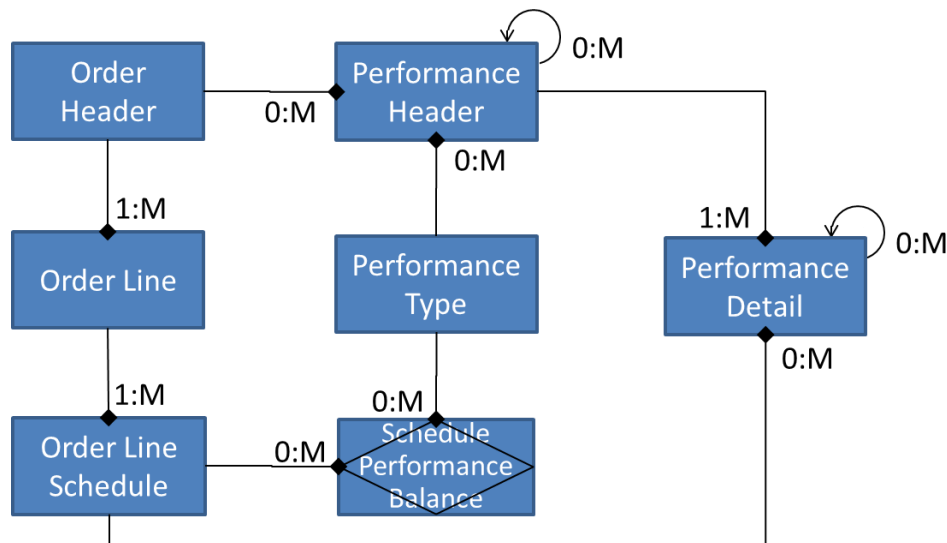 Order
Header
0:M
Performance
Header
0:M
0:M
1:M
1:M
0:M
Order Line
Performance
Type
Performance
Detail
0:M
1:M
0:M
Order Line
Schedule
0:M
Schedule
Performance
Balance